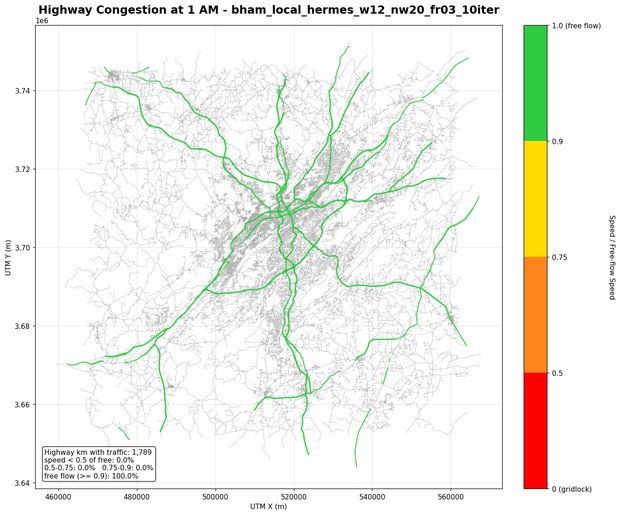 Highway Congestion at 1 AM - bham_local_hermes_w12_nw20_fr03_10iter
1e6
3.74
3.72
3.70
3.68
3.66
3.64
UTM Y (m)
Highway km with traffic: 1,789
speed < 0.5 of free: 0.0%
0.5-0.75: 0.0%   0.75-0.9: 0.0%
free flow (>= 0.9): 100.0%
460000 480000 500000 520000 540000 560000
UTM X (m)
1.0 (free flow)
0.9
0.75
0.5
0 (gridlock)
Speed / Free-flow Speed